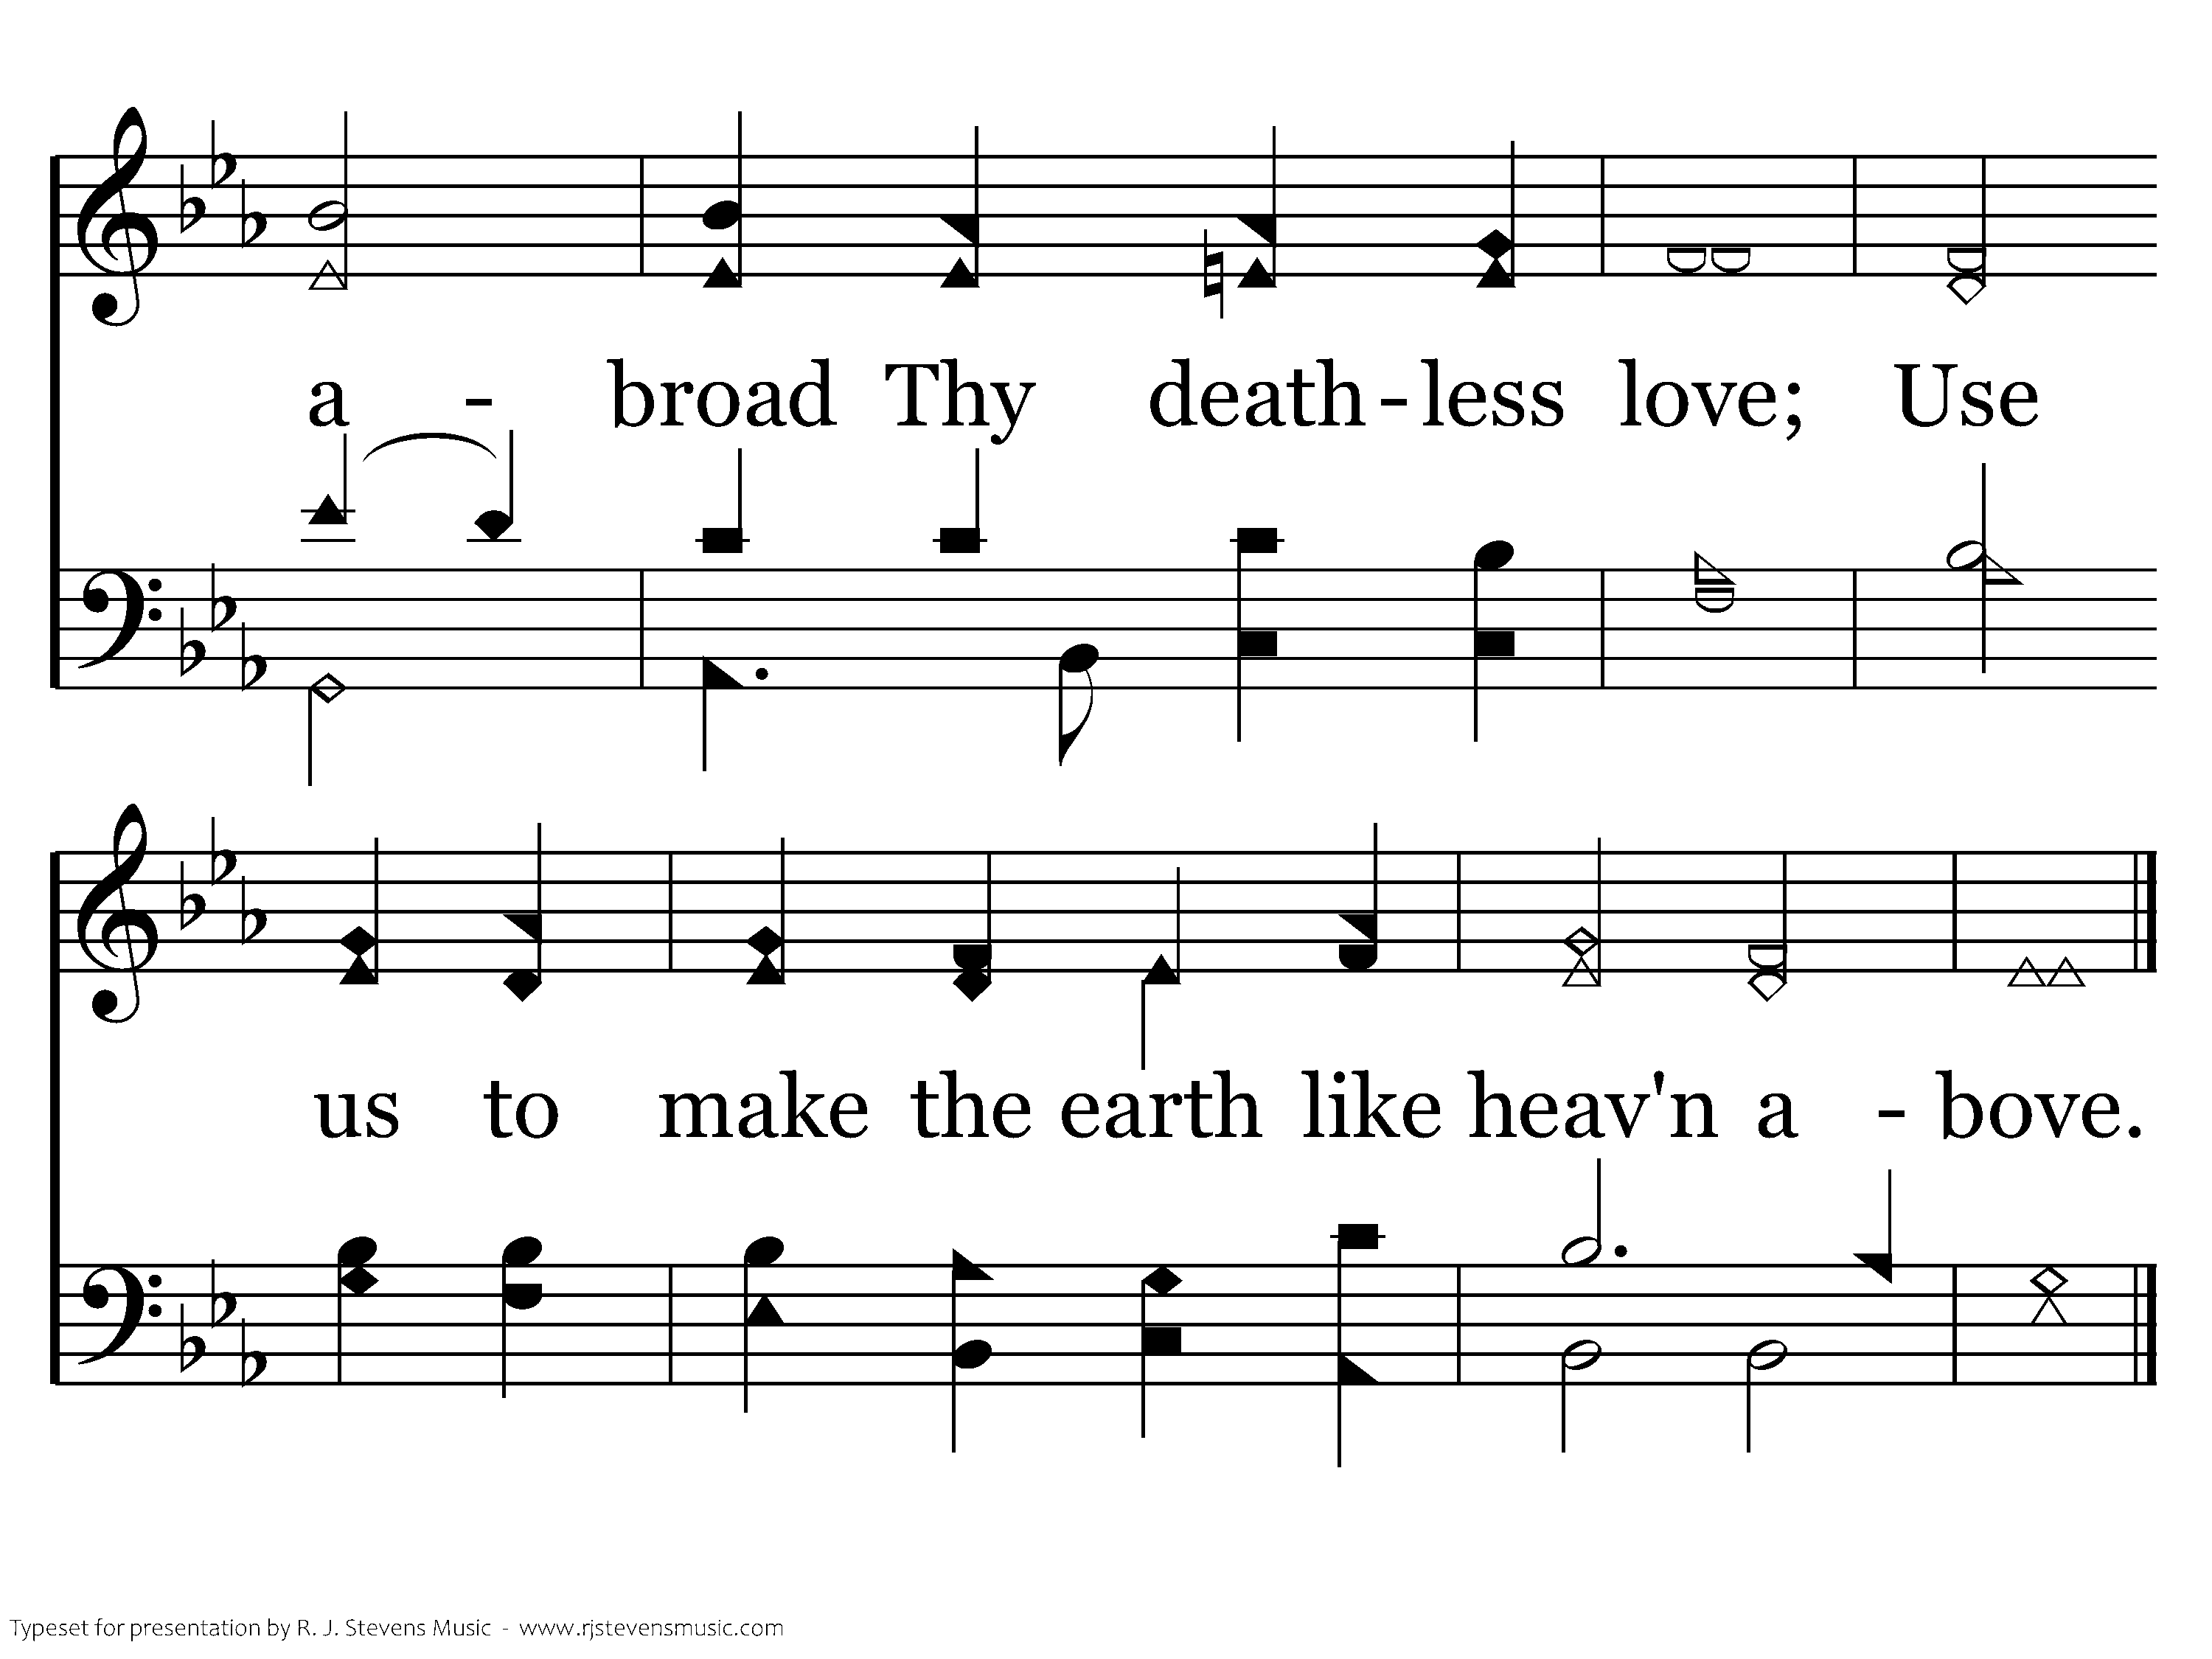 a - broad Thy death-less love; Use
us to make the earth like heav'n a - bove.
Typeset for presentation by R. J. Stevens Music - www.rjstevensmusic.com